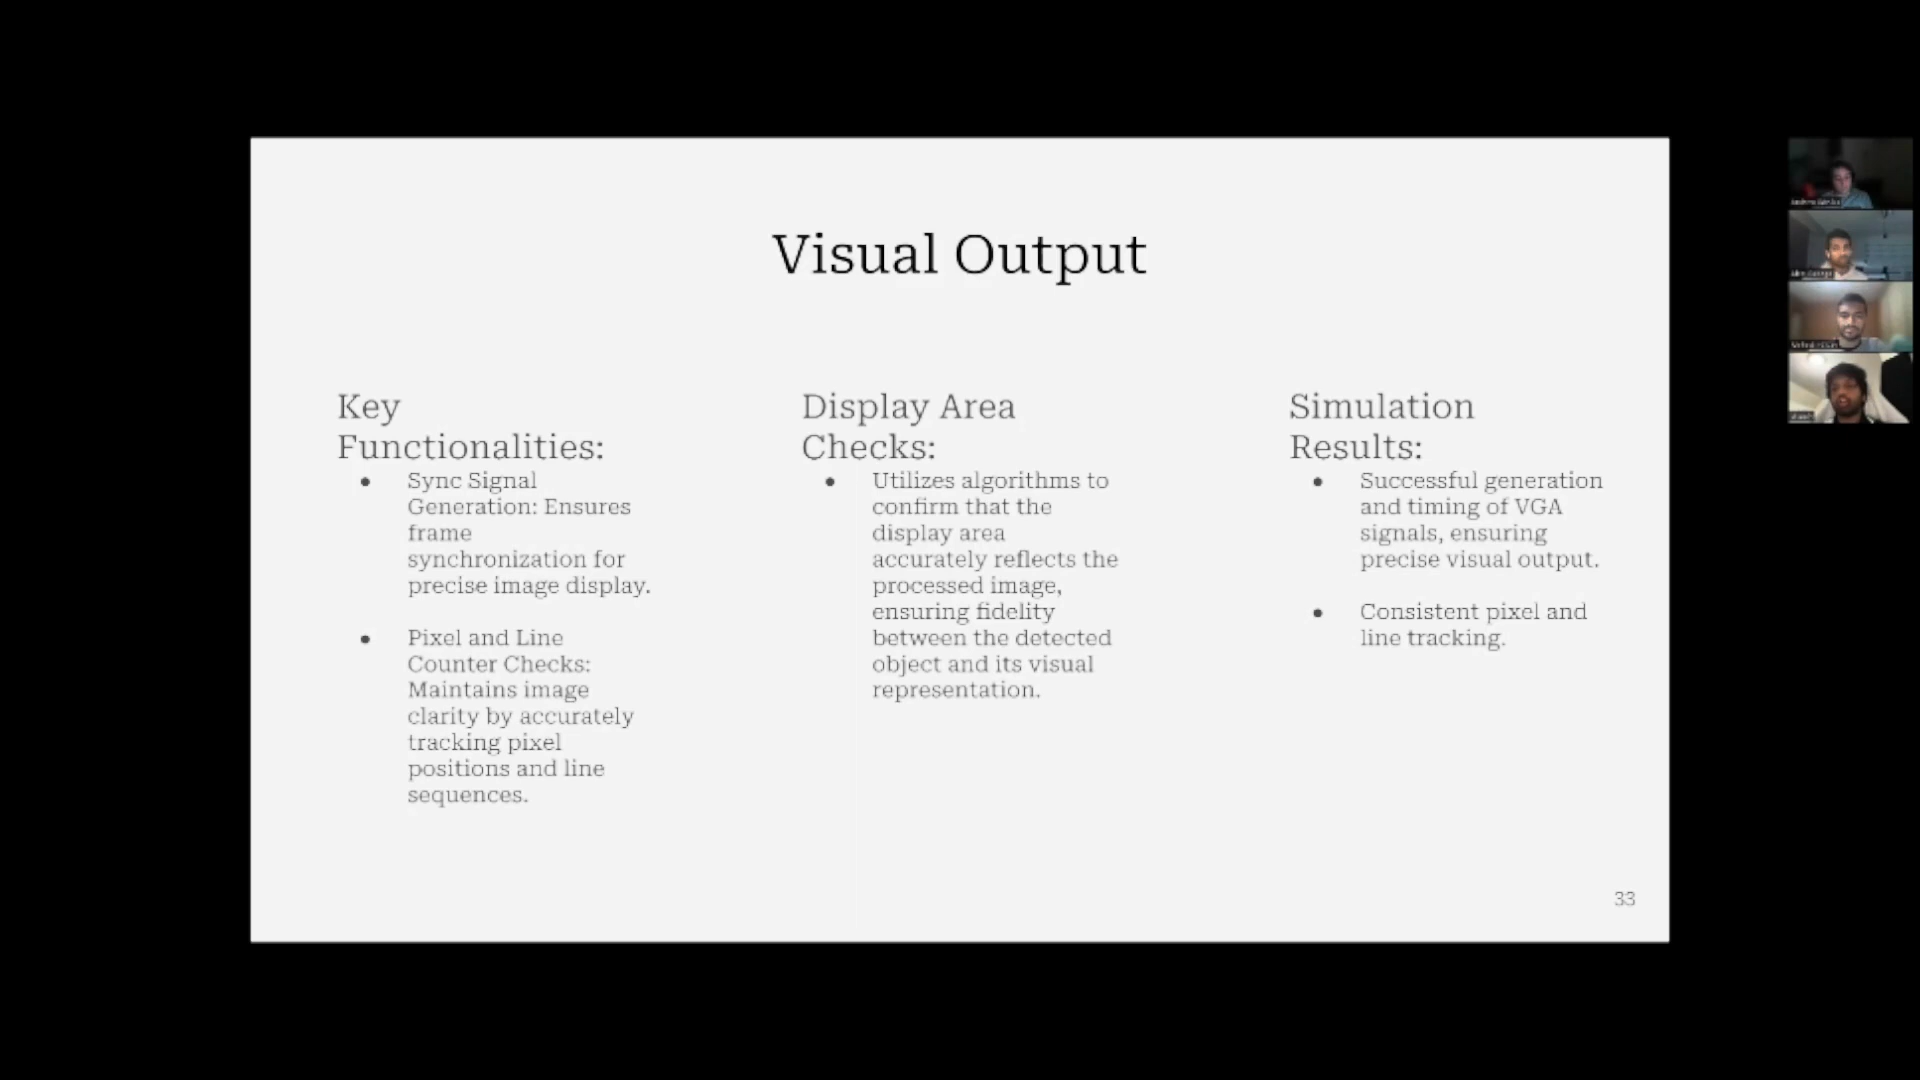 Visual Output
Key
Functionalities:
Sync Signal
Generation: Ensures
frame
synchronization for
precise image display.
Pixel and Line
Counter Checks:
Maintains image
clarity by accurately
tracking pixel
positions and line
sequences.
Display Area
Checks:
Utilizes algorithms to
confirm that the
display area
accurately reflects the
processed image,
ensuring fidelity
between the detected
object and its visual
representation.
Simulation
Results:
Successful generation
and timing of VGA
signals, ensuring
precise visual output.
Consistent pixel and
line tracking.
33